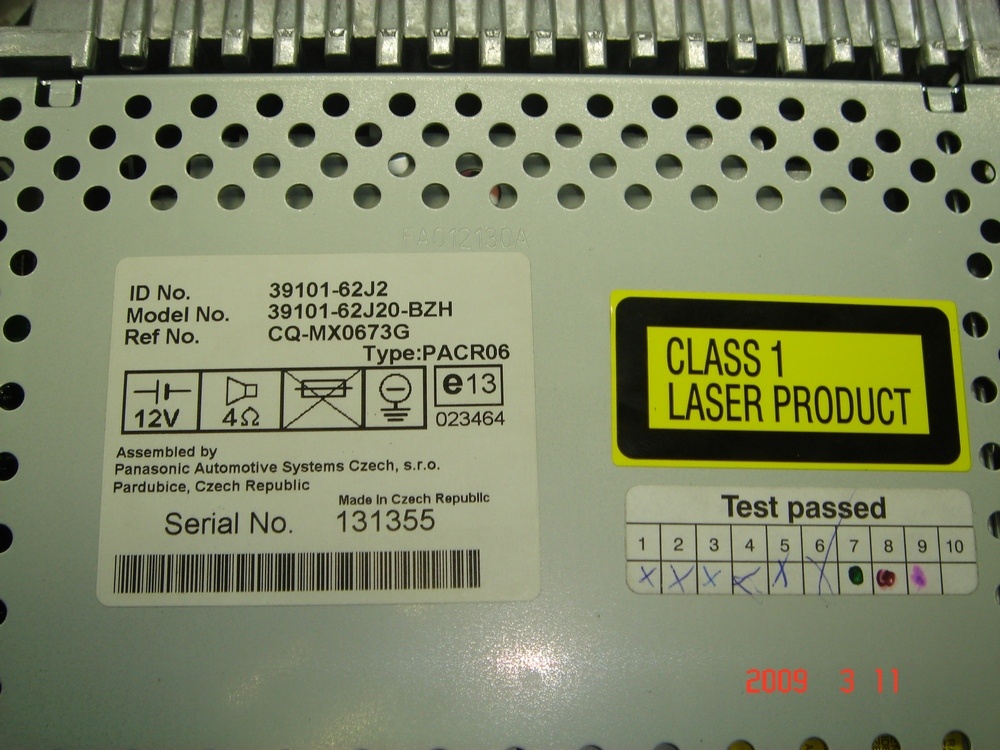 FA012130A
ID No. 39101-62J2
Model No. 39101-62J20-BZH
Ref No. CQ-MX0673G
Type:PACR06
12V 4Ω e13
023464
Assembled by
Panasonic Automotive Systems Czech, s.r.o.
Pardubice, Czech Republic
Made In Czech Republic
Serial No. 131355
CLASS 1
LASER PRODUCT
Test passed
1 2 3 4 5 6 7 8 9 10
2009 3 11